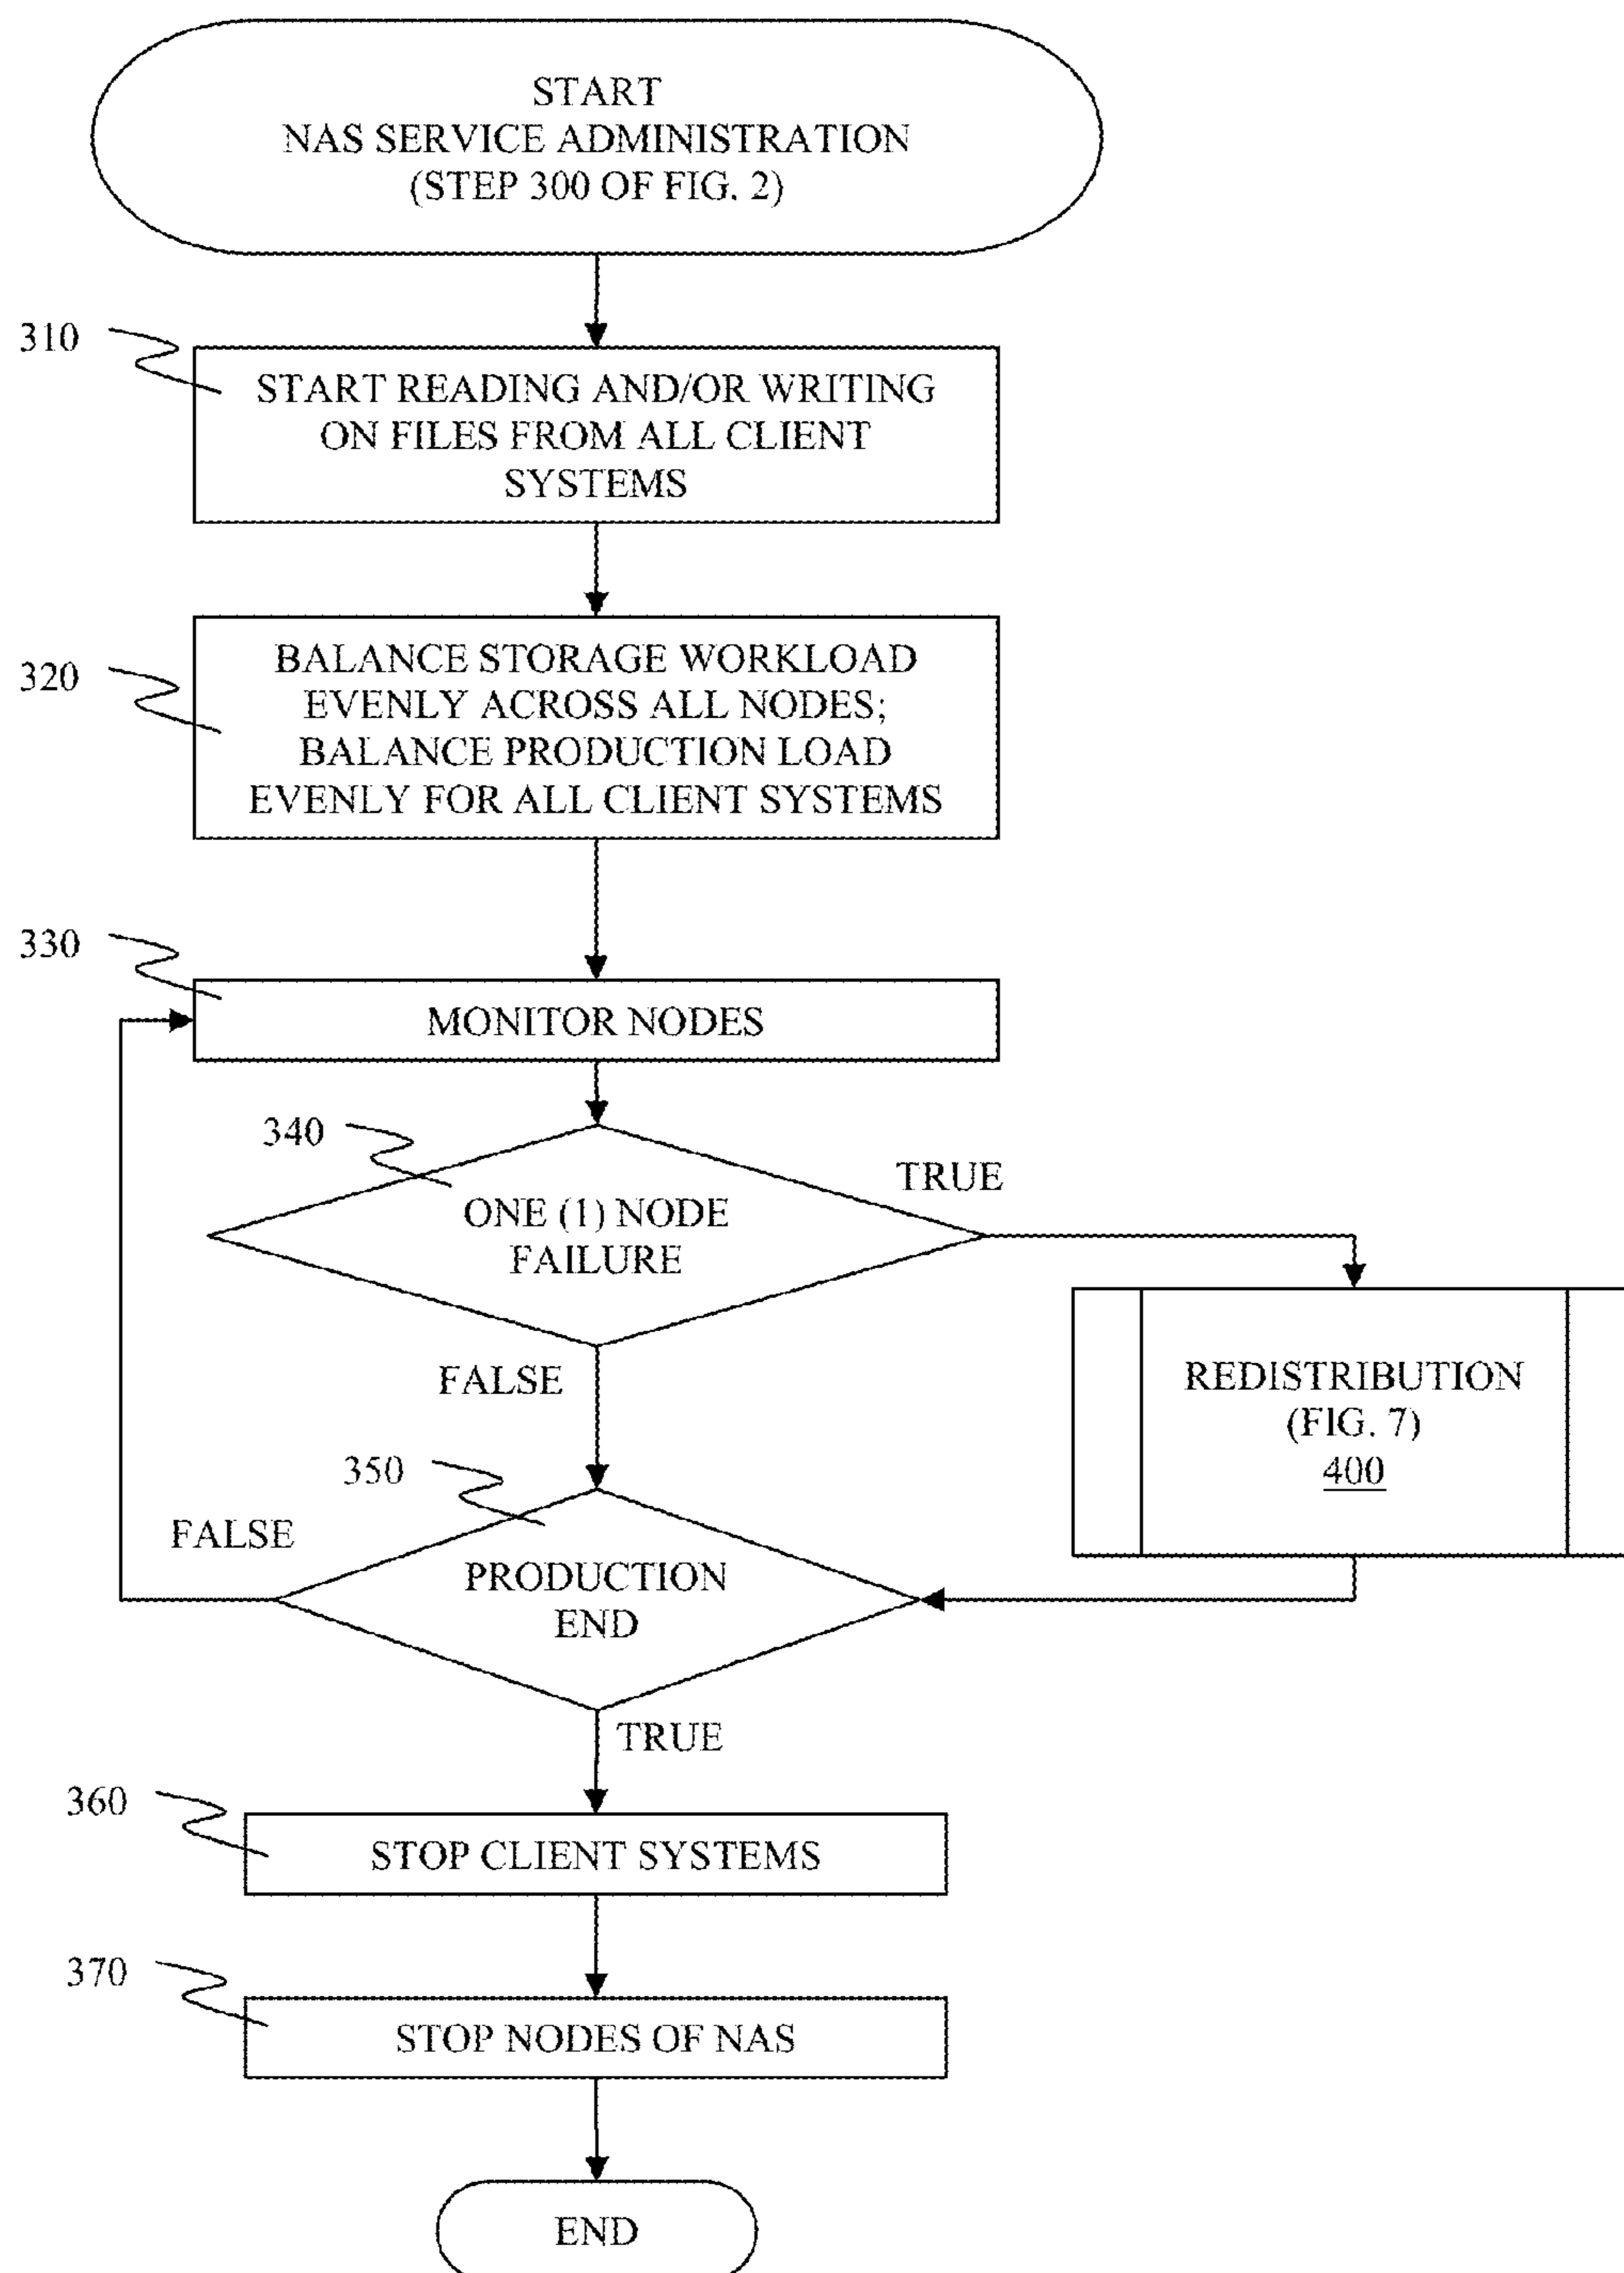 START
NAS SERVICE ADMINISTRATION
(STEP 300 OF FIG. 2)
310
START READING AND/OR WRITING
ON FILES FROM ALL CLIENT
SYSTEMS
320
BALANCE STORAGE WORKLOAD
EVENLY ACROSS ALL NODES;
BALANCE PRODUCTION LOAD
EVENLY FOR ALL CLIENT SYSTEMS
330
MONITOR NODES
340
ONE (1) NODE
FAILURE
TRUE
FALSE
REDISTRIBUTION
(FIG. 7)
400
350
FALSE
PRODUCTION
END
TRUE
360
STOP CLIENT SYSTEMS
370
STOP NODES OF NAS
END